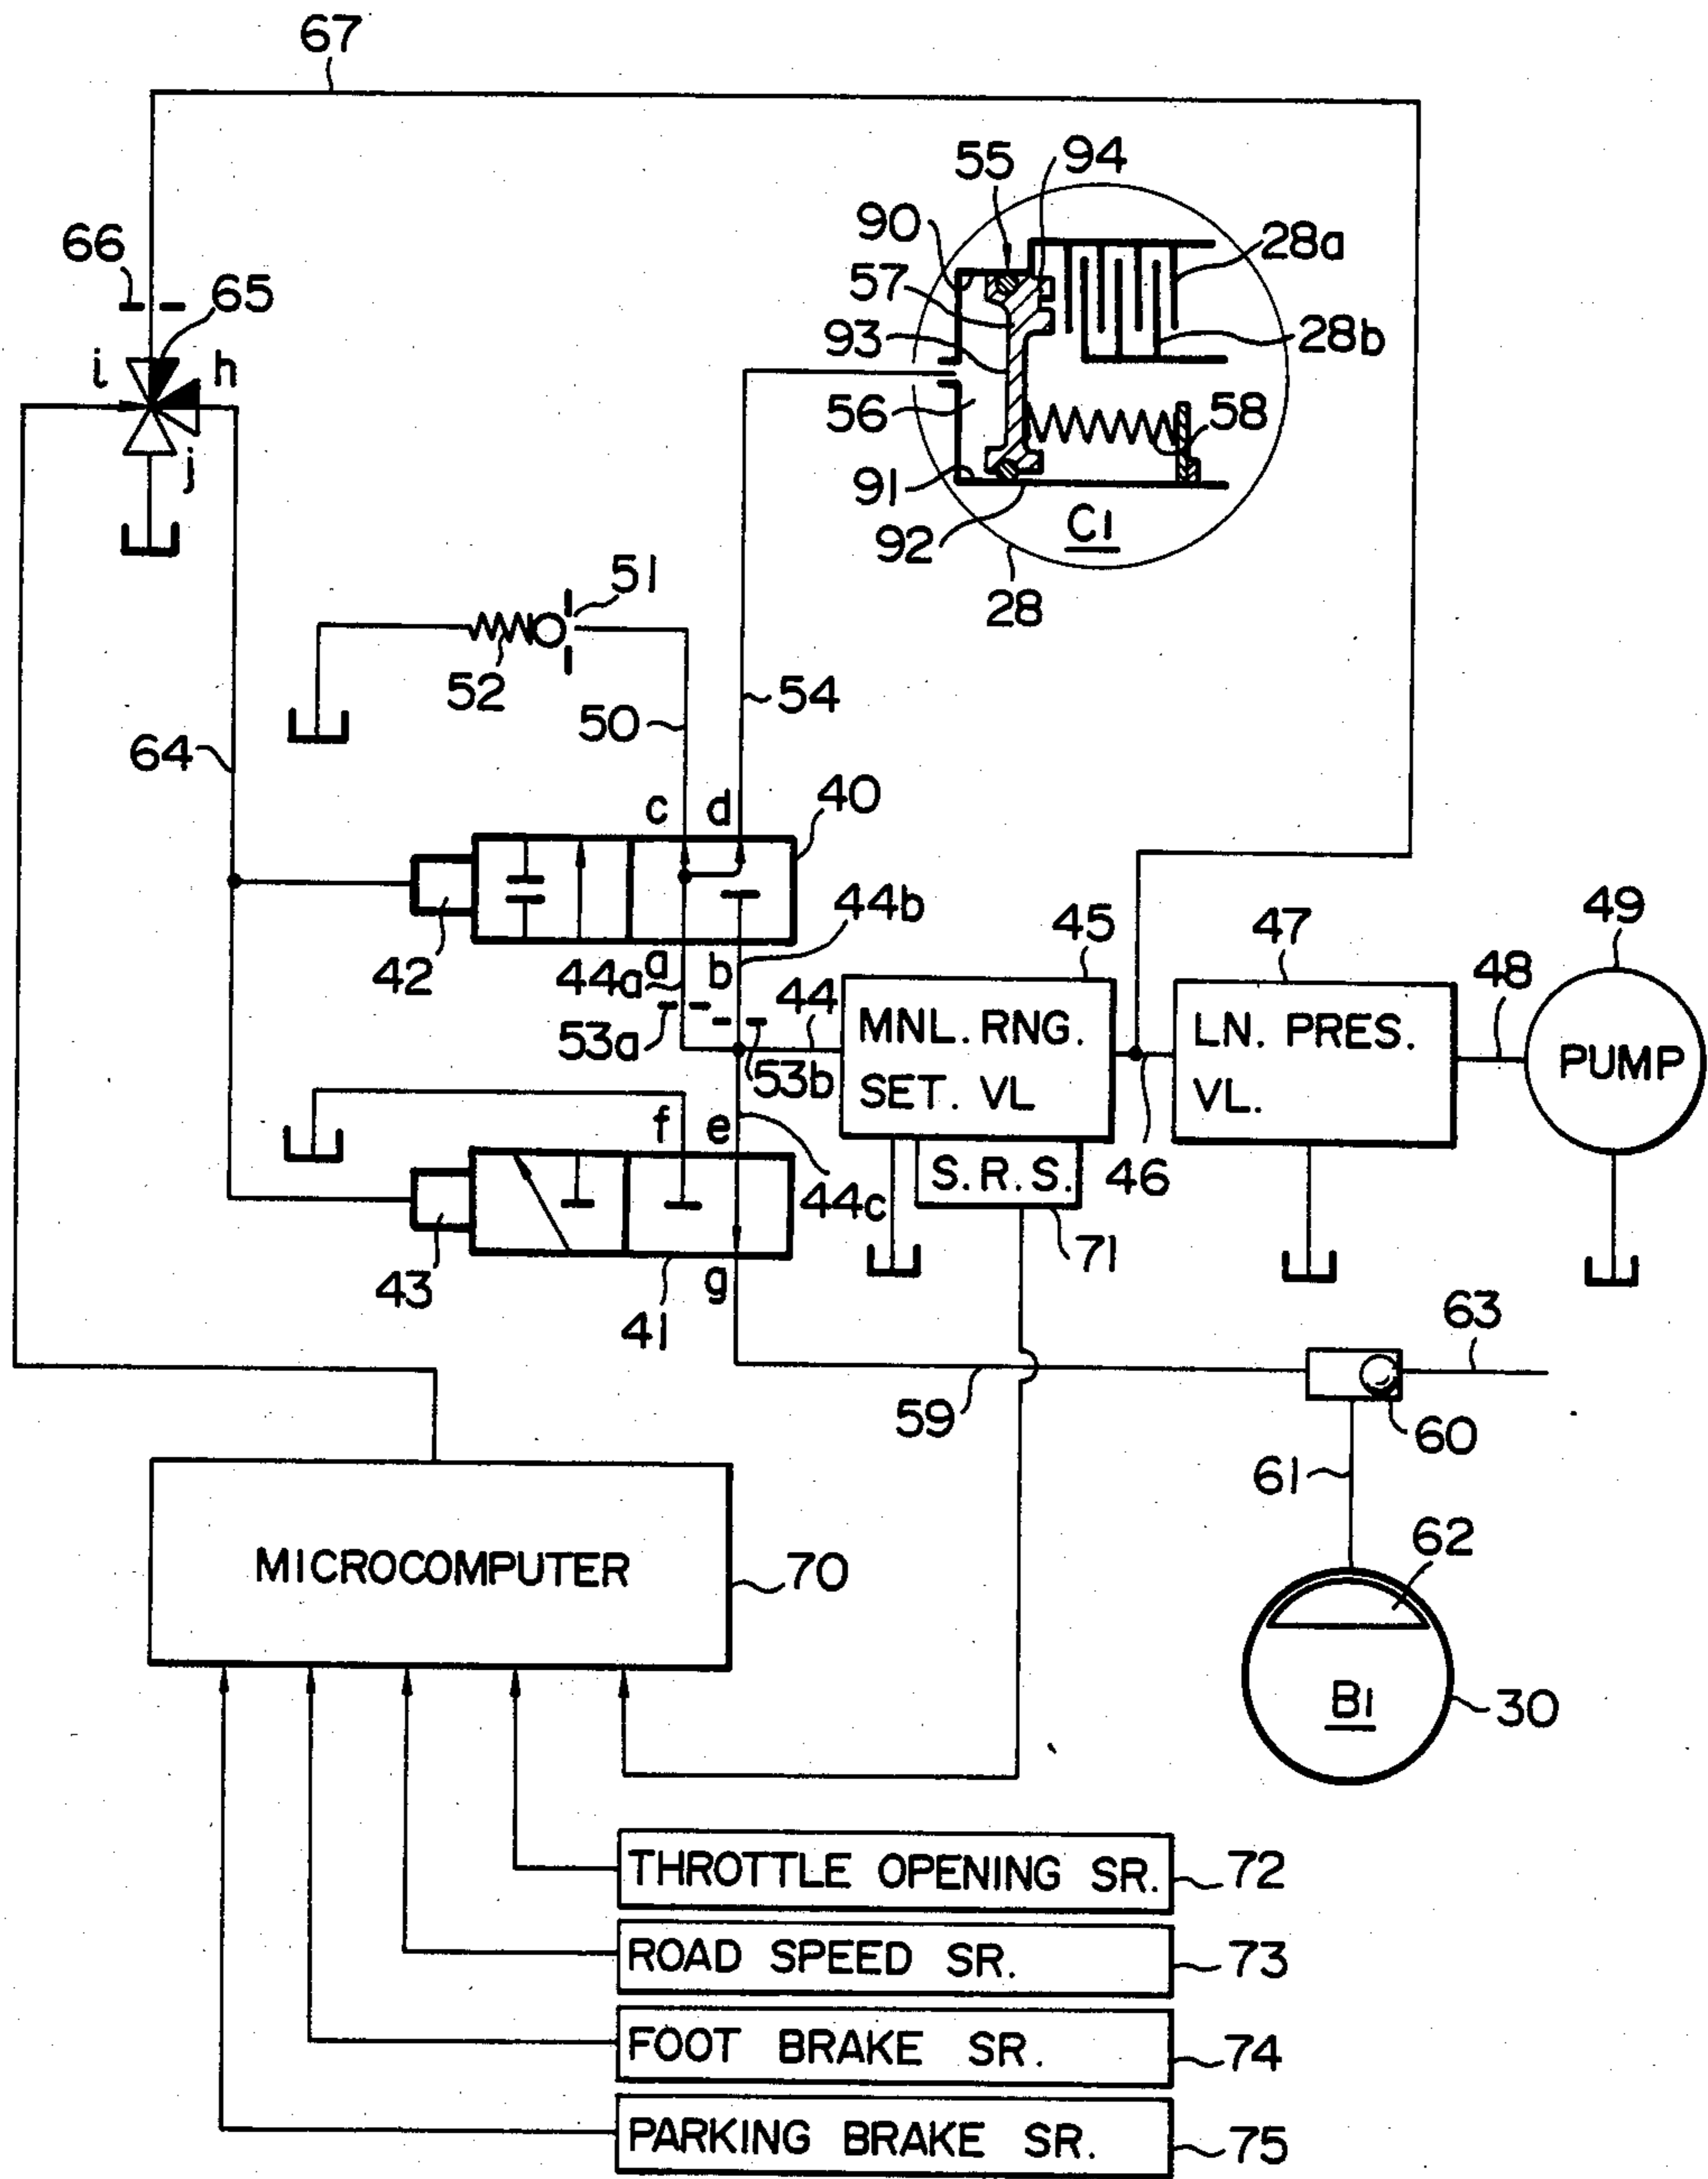 67
55
94
90
28a
66
65
57
93
28b
i
h
56
58
j
91
92
C1
28
51
52
54
50
64
c
d
40
44b
49
45
47
42
44a
a
b
44
48
53a
MNL. RNG.
SET. VL
LN. PRES.
VL.
PUMP
53b
f
e
S.R.S.
46
44c
43
g
71
41
63
59
60
61
MICROCOMPUTER
70
62
B1
30
THROTTLE OPENING SR.
72
ROAD SPEED SR.
73
FOOT BRAKE SR.
74
PARKING BRAKE SR.
75